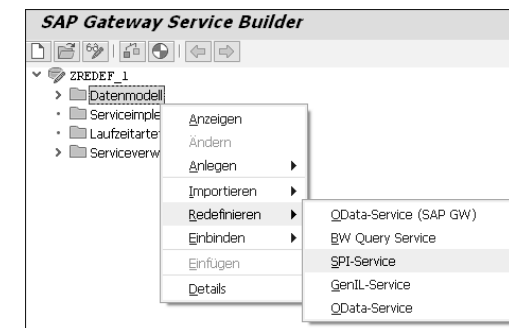 SAP Gateway Service Builder
ZREDEF_1
Datenmodell
Serviceimple
Laufzeitarte
Serviceverw
Anzeigen
Ändern
Anlegen
Importieren
Redefinieren
Einbinden
Einfügen
Details
OData-Service (SAP GW)
BW Query Service
SPI-Service
GenIL-Service
OData-Service